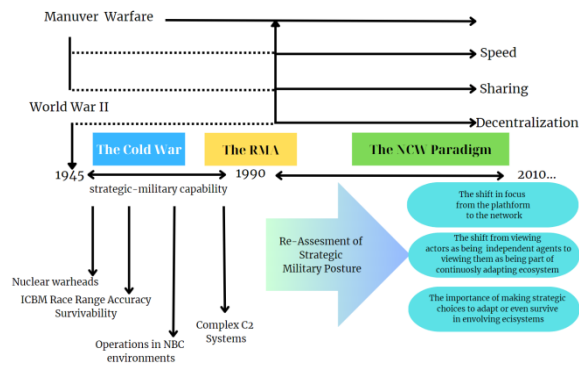 Manuver Warfare
Speed
Sharing
World War II
Decentralization
The Cold War
The RMA
The NCW Paradigm
1945
1990
2010...
strategic-military capability
Re-Assesment of
Strategic
Military Posture
The shift in focus
from the plathform
to the network
The shift from viewing
actors as being independent agents to
viewing them as being part of
continuosly adapting ecosystem
The importance of making strategic
choices to adapt or even survive
in envolving ecisystems
Nuclear warheads
ICBM Race Range Accuracy
Survivability
Operations in NBC
environments
Complex C2
Systems